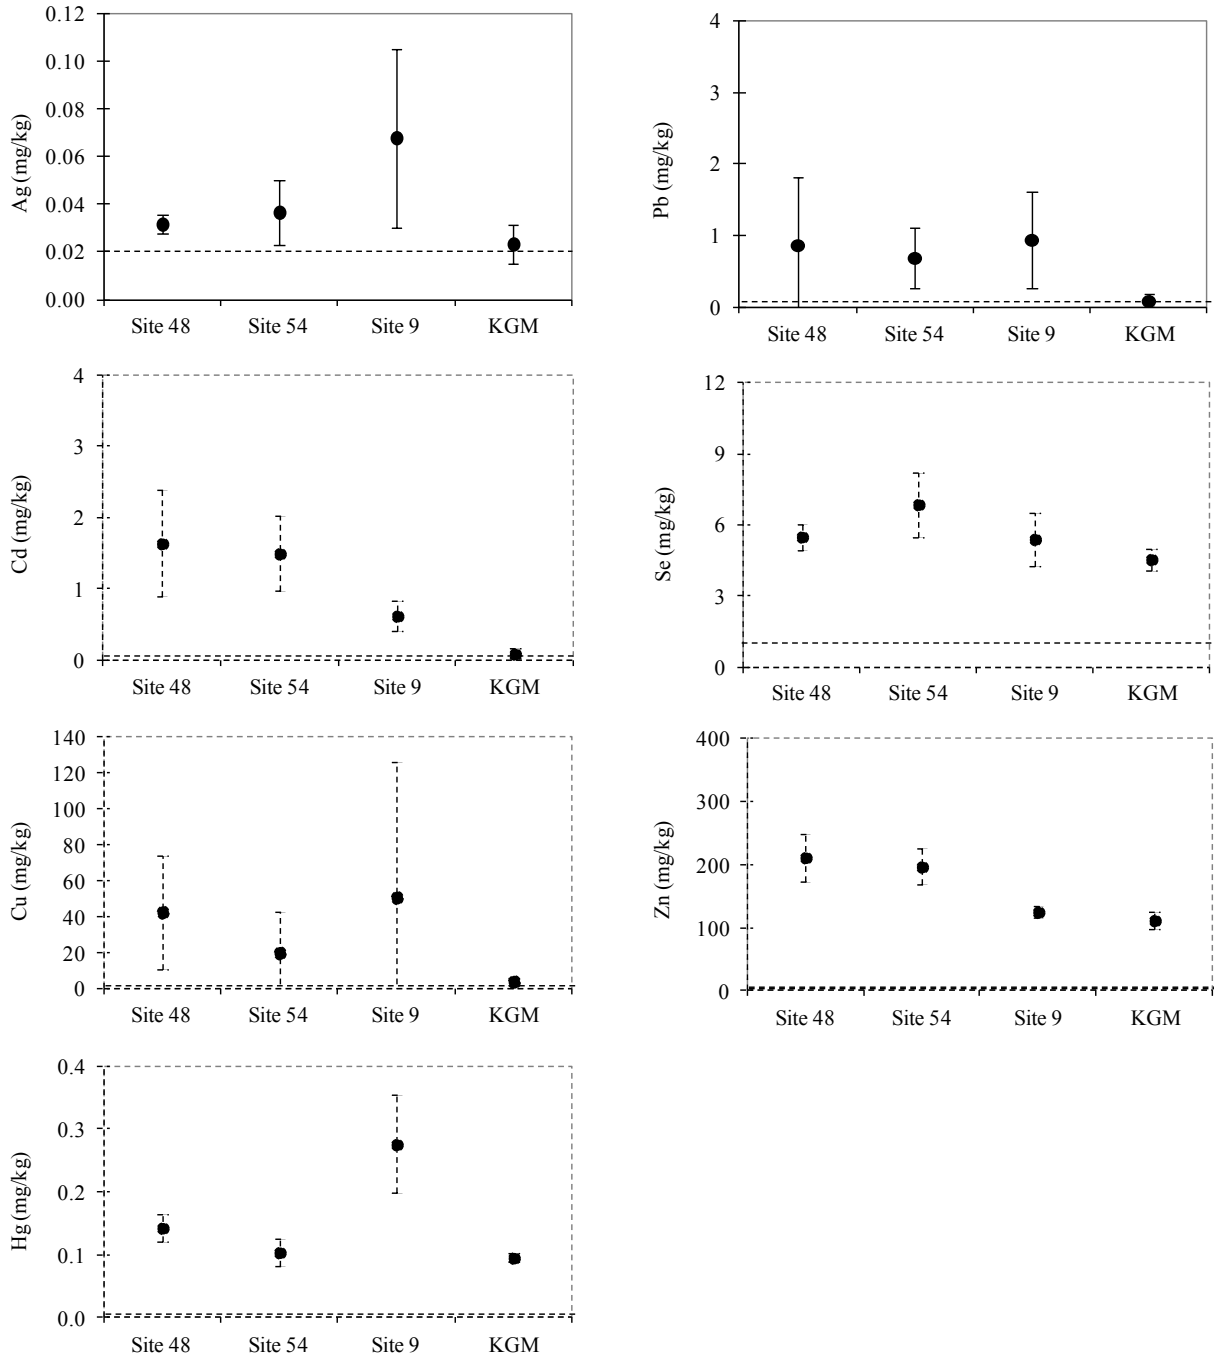 Ag (mg/kg)
0.12
0.10
0.08
0.06
0.04
0.02
0.00
Site 48 Site 54 Site 9 KGM
Pb (mg/kg)
4
3
2
1
0
Site 48 Site 54 Site 9 KGM
Cd (mg/kg)
4
3
2
1
0
Site 48 Site 54 Site 9 KGM
Se (mg/kg)
12
9
6
3
0
Site 48 Site 54 Site 9 KGM
Cu (mg/kg)
140
120
100
80
60
40
20
0
Site 48 Site 54 Site 9 KGM
Zn (mg/kg)
400
300
200
100
0
Site 48 Site 54 Site 9 KGM
Hg (mg/kg)
0.4
0.3
0.2
0.1
0.0
Site 48 Site 54 Site 9 KGM